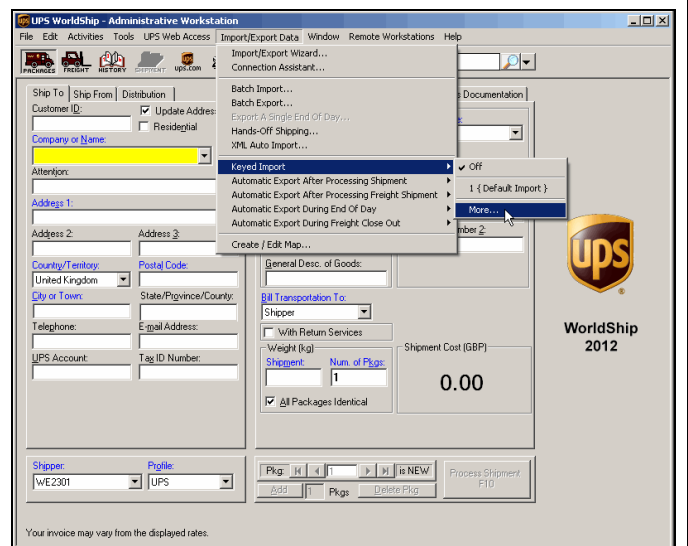 UPS WorldShip - Administrative Workstation
File Edit Activities Tools UPS Web Access Import/Export Data Window Remote Workstations Help
PACKAGES FREIGHT HISTORY SHIPMENT ups.com
Import/Export Wizard...
Connection Assistant...
Batch Import...
Batch Export...
Export A Single End Of Day...
Hands-Off Shipping...
XML Auto Import...
Keyed Import
Automatic Export After Processing Shipment
Automatic Export After Processing Freight Shipment
Automatic Export During End Of Day
Automatic Export During Freight Close Out
Create / Edit Map...
Off
1 { Default Import }
More...
Ship To Ship From Distribution
s Documentation
Customer ID: Update Addres
Residential
Company or Name:
Attention:
Address 1:
Address 2: Address 3:
mber 2:
Country/Territory: Postal Code:
United Kingdom
City or Town: State/Province/County:
Telephone: E-mail Address:
UPS Account: Tax ID Number:
General Desc. of Goods:
Bill Transportation To:
Shipper
With Return Services
Weight (kg)
Shipment: Num. of Pkgs:
1
All Packages Identical
Shipment Cost (GBP)
0.00
ups
WorldShip
2012
Shipper: Profile:
WE2301 UPS
Pkg: 1 is NEW
Add 1 Pkgs Delete Pkg
Process Shipment
F10
Your invoice may vary from the displayed rates.